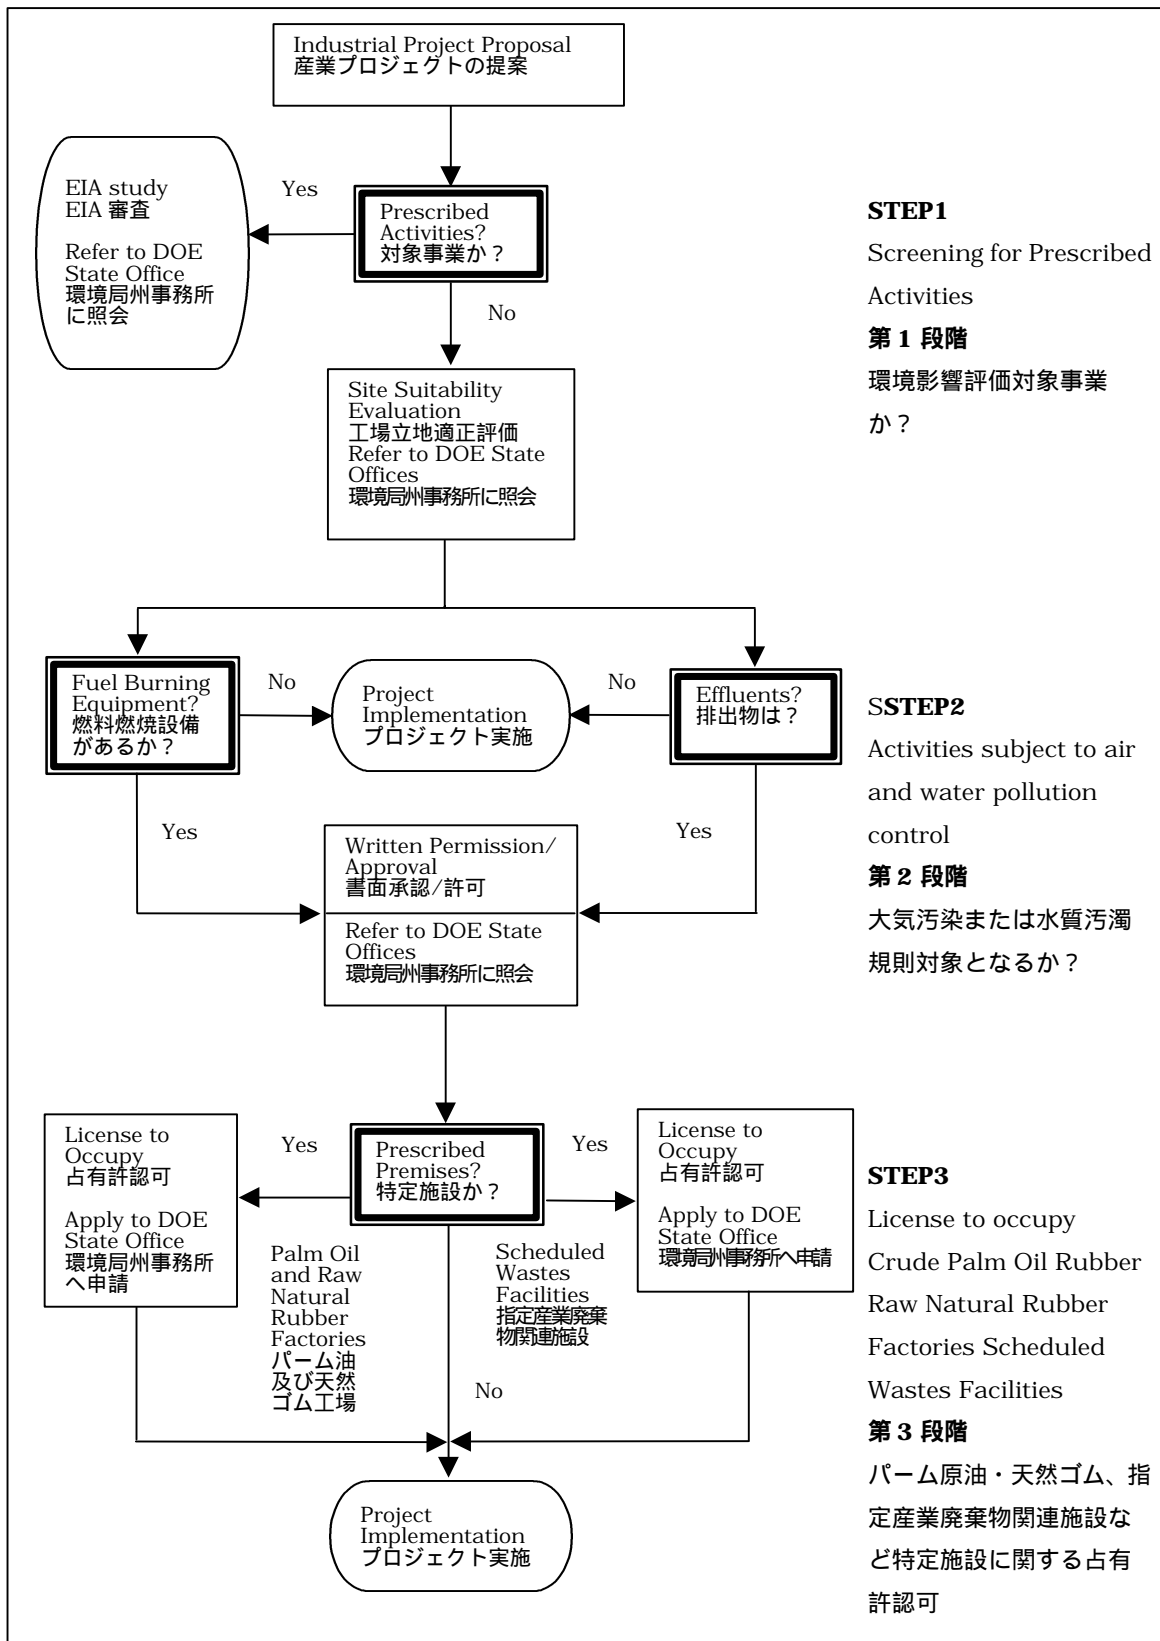 Industrial Project Proposal
産業プロジェクトの提案
EIA study
EIA 審査
Refer to DOE
State Office
環境局州事務所
に照会
Yes
Prescribed
Activities?
対象事業か？
No
STEP1
Screening for Prescribed
Activities
第 1 段階
環境影響評価対象事業
か？
Site Suitability
Evaluation
工場立地適正評価
Refer to DOE State
Offices
環境局州事務所に照会
Fuel Burning
Equipment?
燃料燃焼設備
があるか？
No
Project
Implementation
プロジェクト実施
No
Effluents?
排出物は？
SSTEP2
Activities subject to air
and water pollution
control
第 2 段階
大気汚染または水質汚濁
規則対象となるか？
Yes
Written Permission/
Approval
書面承認/許可
Refer to DOE State
Offices
環境局州事務所に照会
Yes
License to
Occupy
占有許認可
Apply to DOE
State Office
環境局州事務所
へ申請
Yes
Prescribed
Premises?
特定施設か？
Yes
License to
Occupy
占有許認可
Apply to DOE
State Office
環境局州事務所へ申請
Palm Oil
and Raw
Natural
Rubber
Factories
パーム油
及び天然
ゴム工場
Scheduled
Wastes
Facilities
指定産業廃棄
物関連施設
No
STEP3
License to occupy
Crude Palm Oil Rubber
Raw Natural Rubber
Factories Scheduled
Wastes Facilities
第 3 段階
パーム原油・天然ゴム、指
定産業廃棄物関連施設な
ど特定施設に関する占有
許認可
Project
Implementation
プロジェクト実施